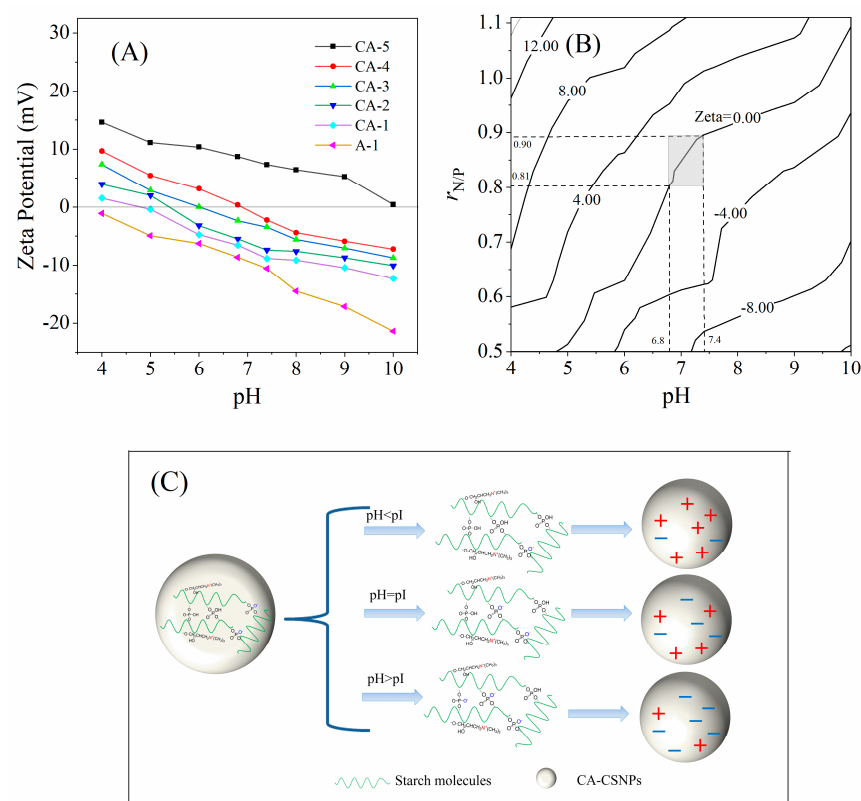 (A)
CA-5
CA-4
CA-3
CA-2
CA-1
A-1
30
20
10
0
-10
-20
Zeta Potential (mV)
4 5 6 7 8 9 10
pH
(B)
1.1
1.0
0.9
0.8
0.7
0.6
0.5
r_N/P
12.00
8.00
Zeta=0.00
0.90
0.81
4.00
-4.00
-8.00
6.8
7.4
4 5 6 7 8 9 10
pH
(C)
pH<pI
pH=pI
pH>pI
Starch molecules
CA-CSNPs